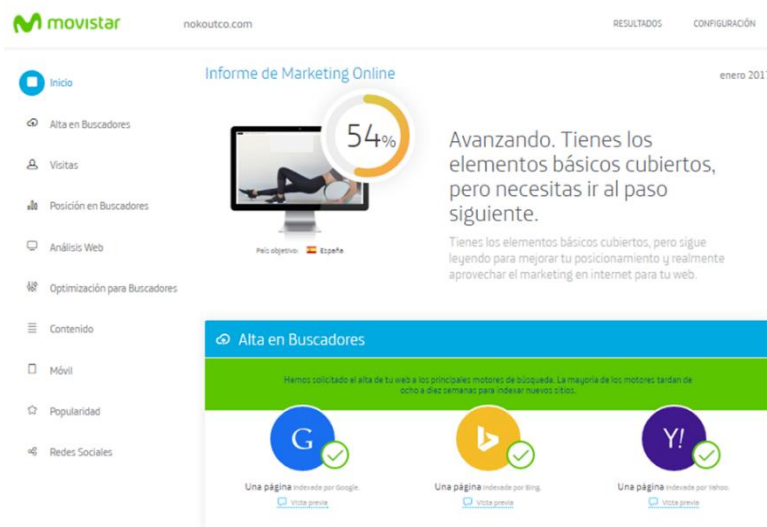 movistar
nokoutco.com
RESULTADOS
CONFIGURACIÓN
Inicio
Alta en Buscadores
Visitas
Posición en Buscadores
Análisis Web
Optimización para Buscadores
Contenido
Móvil
Popularidad
Redes Sociales
Informe de Marketing Online
enero 201
54%
País objetivo: España
Avanzando. Tienes los
elementos básicos cubiertos,
pero necesitas ir al paso
siguiente.
Tienes los elementos básicos cubiertos, pero sigue
leyendo para mejorar tu posicionamiento y realmente
aprovechar el marketing en internet para tu web.
Alta en Buscadores
Hemos solicitado el alta de tu web a los principales motores de búsqueda. La mayoría de los motores tardan de
ocho a diez semanas para indexar nuevos sitios.
G
Y!
Una página indexada por Google.
Una página indexada por Bing.
Una página indexada por Yahoo.
Vista previa
Vista previa
Vista previa